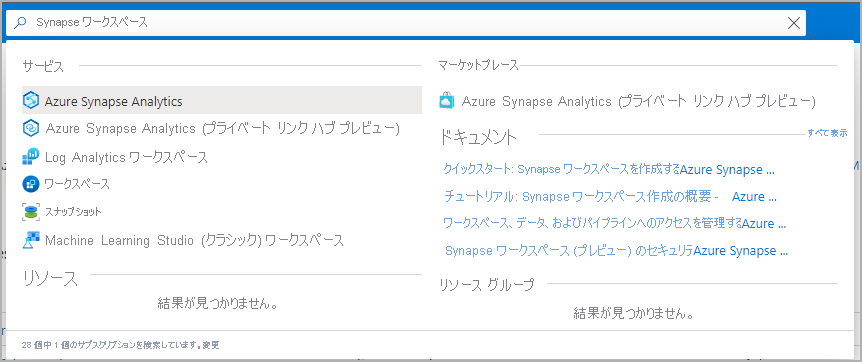 Synapse ワークスペース
サービス
Azure Synapse Analytics
Azure Synapse Analytics (プライベート リンク ハブ プレビュー)
Log Analytics ワークスペース
ワークスペース
スナップショット
Machine Learning Studio (クラシック) ワークスペース
リソース
結果が見つかりません。
マーケットプレース
Azure Synapse Analytics (プライベート リンク ハブ プレビュー)
ドキュメント
すべて表示
クイックスタート: Synapse ワークスペースを作成するAzure Synapse ...
チュートリアル: Synapse ワークスペース作成の概要 - Azure ...
ワークスペース、データ、およびパイプラインへのアクセスを管理するAzure ...
Synapse ワークスペース (プレビュー) のセキュリテAzure Synapse ...
リソース グループ
結果が見つかりません。
28 個中 1 個のサブスクリプションを検索しています。変更